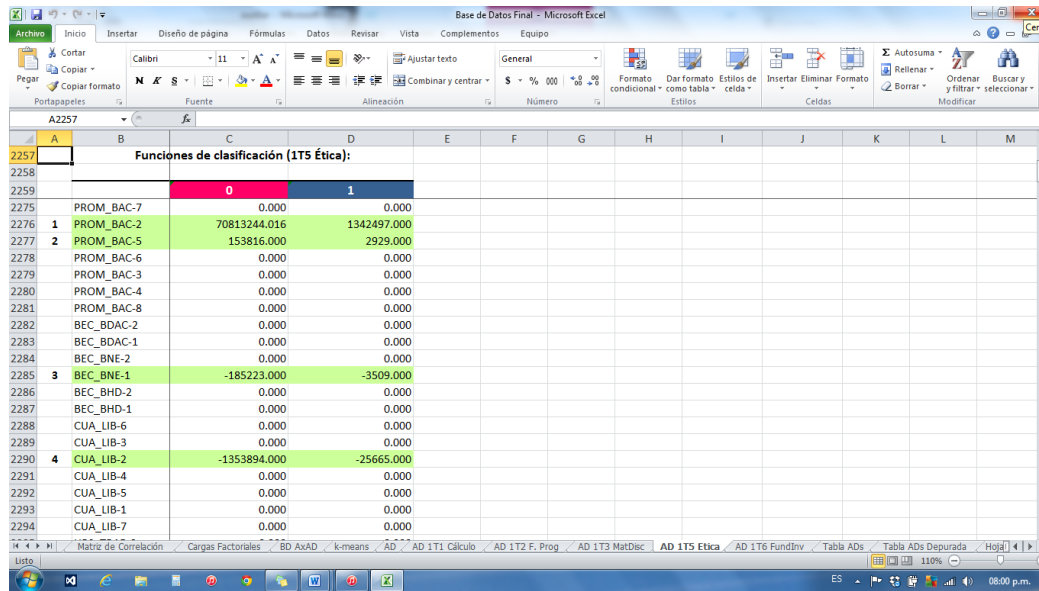 Base de Datos Final - Microsoft Excel
Cer
Archivo Inicio Insertar Diseño de página Fórmulas Datos Revisar Vista Complementos Equipo
Pegar
Cortar
Copiar
Copiar formato
Portapapeles
Calibri 11
N K S
Fuente
Ajustar texto
Combinar y centrar
Alineación
General
$ % 000
Número
Formato condicional
Dar formato como tabla
Estilos de celda
Estilos
Insertar Eliminar Formato
Celdas
Σ Autosuma
Rellenar
Borrar
Ordenar y filtrar
Buscar y seleccionar
Modificar
A2257 fx
A B C D E F G H I J K L M
2257 Funciones de clasificación (1T5 Ética):
2258
2259 0 1
2275 PROM_BAC-7 0.000 0.000
2276 1 PROM_BAC-2 70813244.016 1342497.000
2277 2 PROM_BAC-5 153816.000 2929.000
2278 PROM_BAC-6 0.000 0.000
2279 PROM_BAC-3 0.000 0.000
2280 PROM_BAC-4 0.000 0.000
2281 PROM_BAC-8 0.000 0.000
2282 BEC_BDAC-2 0.000 0.000
2283 BEC_BDAC-1 0.000 0.000
2284 BEC_BNE-2 0.000 0.000
2285 3 BEC_BNE-1 -185223.000 -3509.000
2286 BEC_BHD-2 0.000 0.000
2287 BEC_BHD-1 0.000 0.000
2288 CUA_LIB-6 0.000 0.000
2289 CUA_LIB-3 0.000 0.000
2290 4 CUA_LIB-2 -1353894.000 -25665.000
2291 CUA_LIB-4 0.000 0.000
2292 CUA_LIB-5 0.000 0.000
2293 CUA_LIB-1 0.000 0.000
2294 CUA_LIB-7 0.000 0.000
Matriz de Correlación Cargas Factoriales BD AxAD k-means AD AD 1T1 Cálculo AD 1T2 F. Prog AD 1T3 MatDisc AD 1T5 Etica AD 1T6 FundInv Tabla ADs Tabla ADs Depurada Hoja
Listo 110%
ES 08:00 p.m.